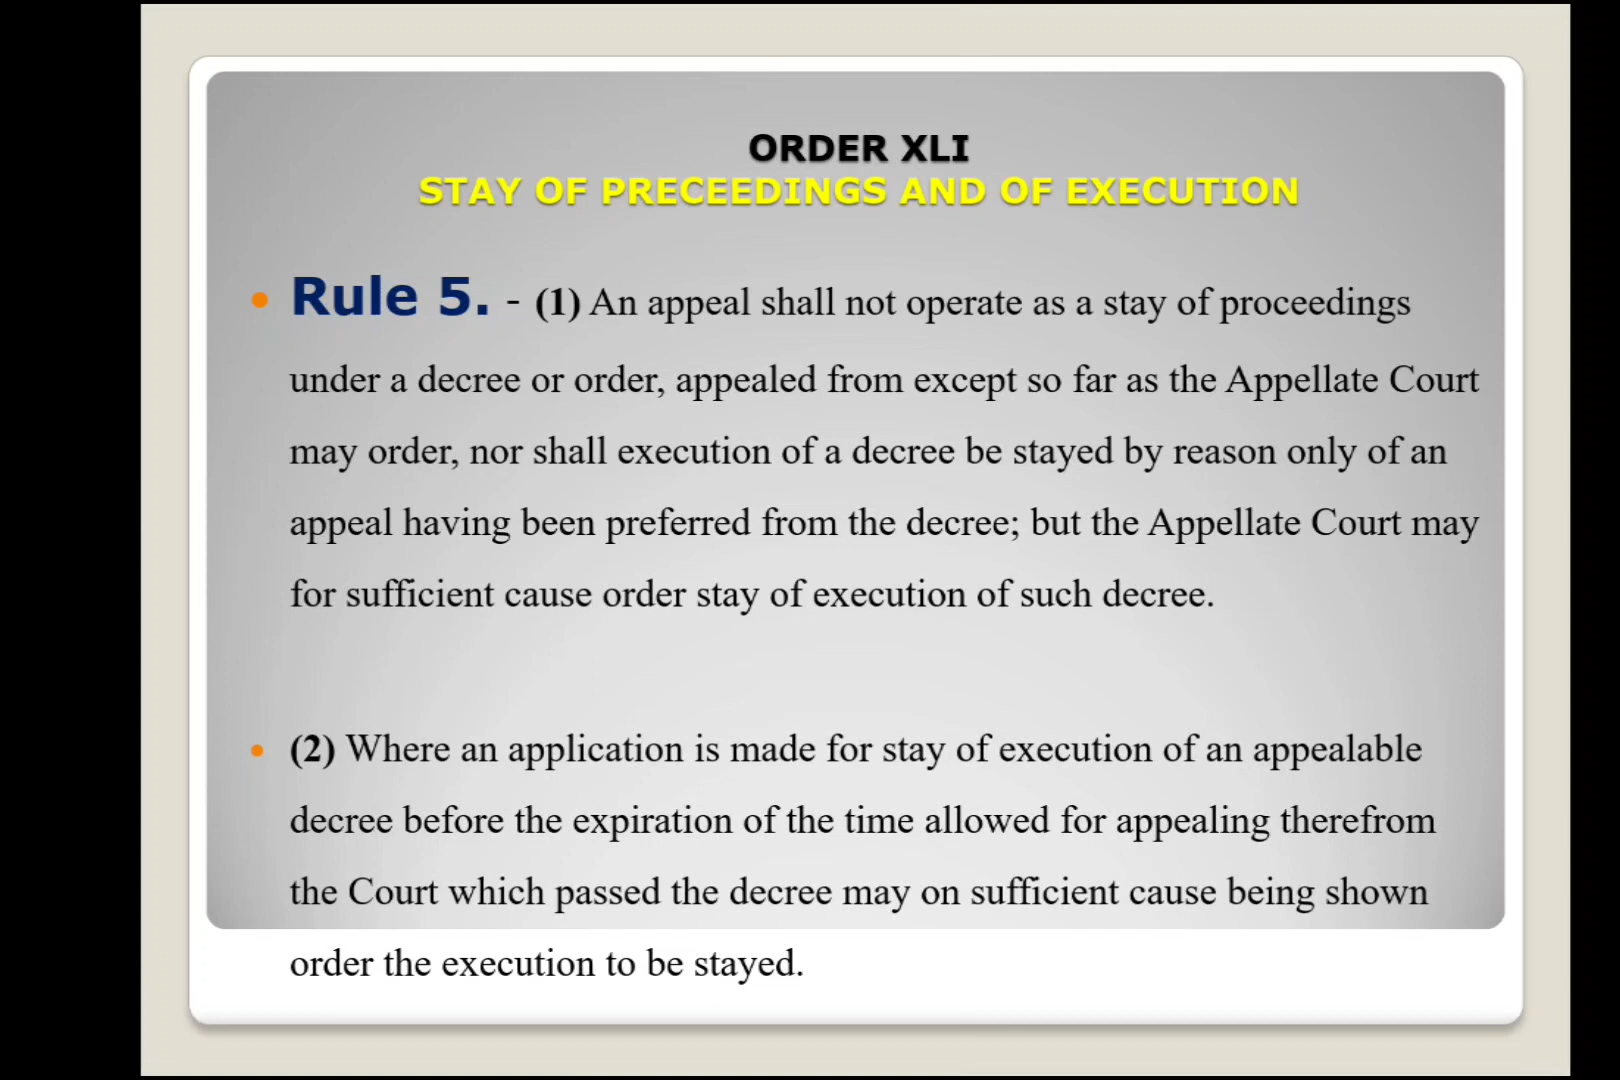 ORDER XLI
STAY OF PRECEEDINGS AND OF EXECUTION
• Rule 5. - (1) An appeal shall not operate as a stay of proceedings
under a decree or order, appealed from except so far as the Appellate Court
may order, nor shall execution of a decree be stayed by reason only of an
appeal having been preferred from the decree; but the Appellate Court may
for sufficient cause order stay of execution of such decree.
• (2) Where an application is made for stay of execution of an appealable
decree before the expiration of the time allowed for appealing therefrom
the Court which passed the decree may on sufficient cause being shown
order the execution to be stayed.